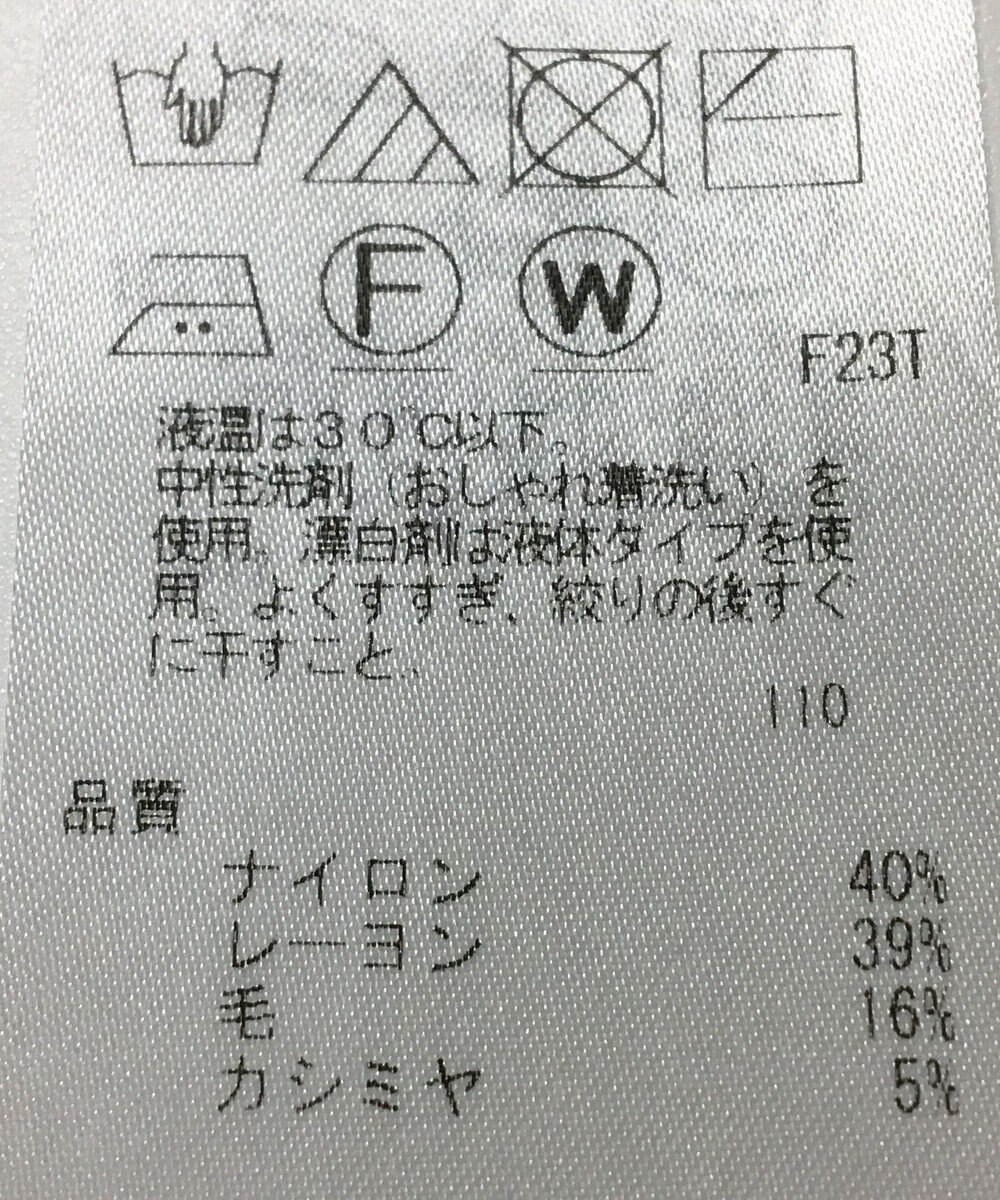 F W
F23T
液温は30℃以下。
中性洗剤（おしゃれ着洗い）を
使用。漂白剤は液体タイプを使
用。よくすすぎ、絞りの後すぐ
に干すこと。
110
品質
ナイロン 40%
レーヨン 39%
毛 16%
カシミヤ 5%